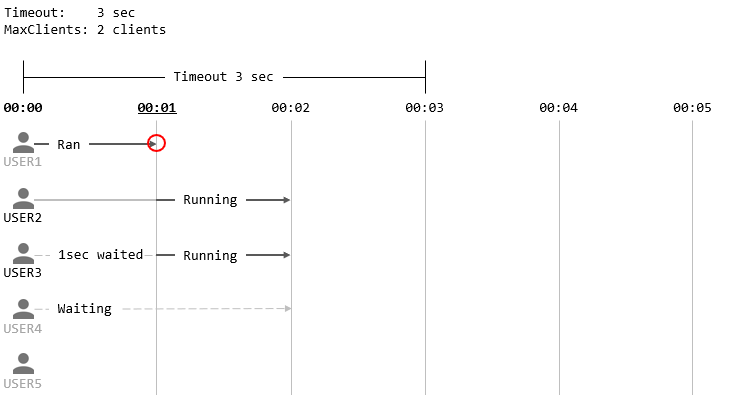 Timeout: 3 sec
MaxClients: 2 clients
Timeout 3 sec
00:00 00:01 00:02 00:03 00:04 00:05
Ran
USER1
Running
USER2
1sec waited Running
USER3
Waiting
USER4
USER5